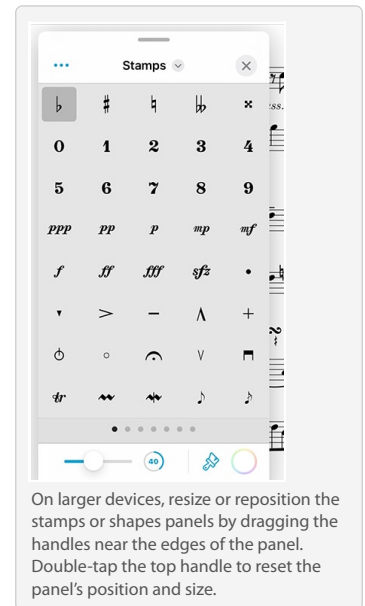 ••• Stamps
♭ ♯ ♮ 𝄫 𝄪
0 1 2 3 4
5 6 7 8 9
ppp pp p mp mf
f ff fff sfz
tr
40
ss.
On larger devices, resize or reposition the
stamps or shapes panels by dragging the
handles near the edges of the panel.
Double-tap the top handle to reset the
panel's position and size.